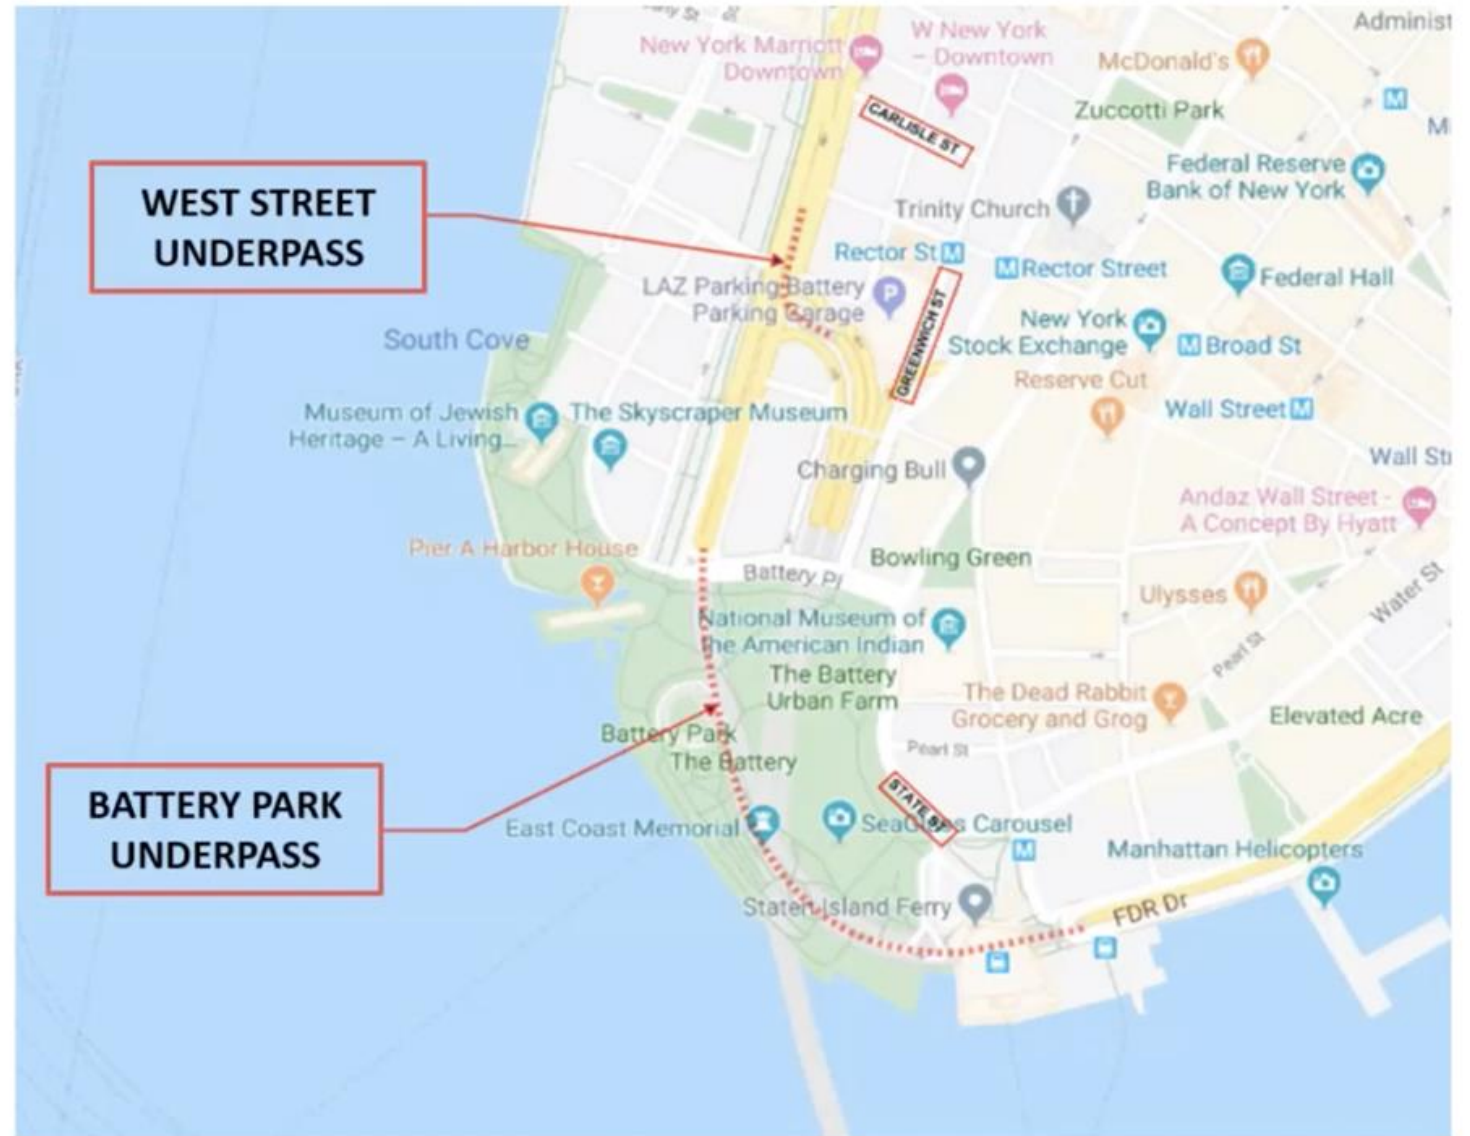 Administ
New York Marriott
Downtown
W New York
– Downtown
McDonald's
Zuccotti Park
CARLISLE ST
WEST STREET
UNDERPASS
Federal Reserve
Bank of New York
Trinity Church
Rector St M
M Rector Street
Federal Hall
LAZ Parking Battery
Parking Garage
P
GREENWICH ST
South Cove
New York
Stock Exchange
M Broad St
Reserve Cut
Wall Street M
Museum of Jewish
Heritage – A Living...
The Skyscraper Museum
Charging Bull
Wall St
Andaz Wall Street -
A Concept By Hyatt
Pier A Harbor House
Battery Pl
Bowling Green
Ulysses
Water St
National Museum of
the American Indian
Pearl St
The Battery
Urban Farm
The Dead Rabbit
Grocery and Grog
Elevated Acre
Battery Park
The Battery
Pearl St
BATTERY PARK
UNDERPASS
STATE ST
East Coast Memorial
SeaGlass Carousel
M
Manhattan Helicopters
Staten Island Ferry
FDR Dr